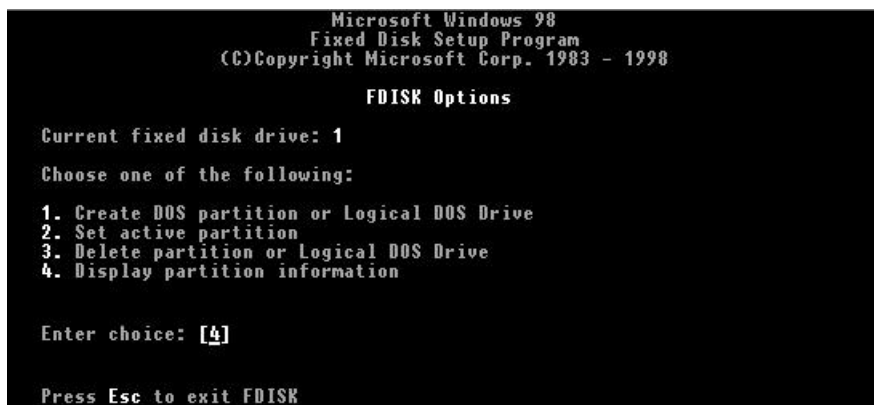 Microsoft Windows 98
Fixed Disk Setup Program
(C)Copyright Microsoft Corp. 1983 - 1998
FDISK Options
Current fixed disk drive: 1
Choose one of the following:
1. Create DOS partition or Logical DOS Drive
2. Set active partition
3. Delete partition or Logical DOS Drive
4. Display partition information
Enter choice: [4]
Press Esc to exit FDISK